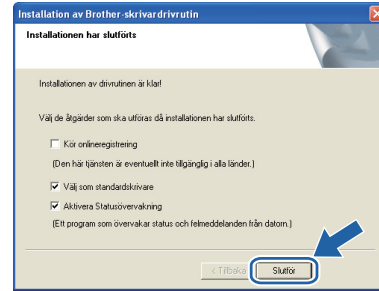 Installation av Brother-skrivardrivrutin
Installationen har slutförts
Installationen av drivrutinen är klar!
Välj de åtgärder som ska utföras då installationen har slutförts.
Kör onlineregistering
(Den här tjänsten är eventuellt inte tillgänglig i alla länder.)
Välj som standardskrivare
Aktivera Statusövervakning
(Ett program som övervakar status och felmeddelanden från datorn.)
< Tillbaka
Slutför